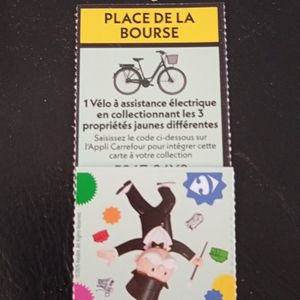 PLACE DE LA
BOURSE
1 Vélo à assistance électrique
en collectionnant les 3
propriétés jaunes différentes
Saisissez le code ci-dessous sur
l'Appli Carrefour pour intégrer cette
carte à votre collection